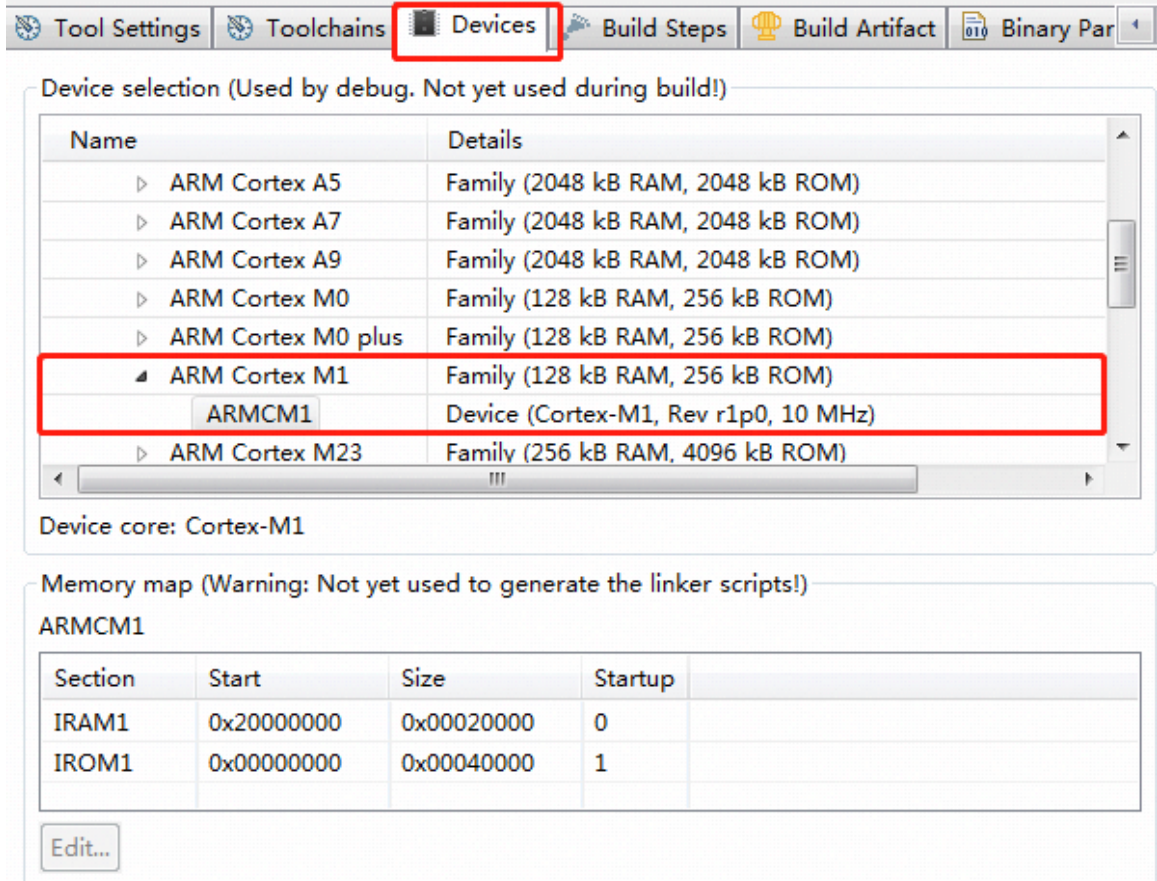 Tool Settings Toolchains Devices Build Steps Build Artifact Binary Par
Device selection (Used by debug. Not yet used during build!)
Name Details
ARM Cortex A5 Family (2048 kB RAM, 2048 kB ROM)
ARM Cortex A7 Family (2048 kB RAM, 2048 kB ROM)
ARM Cortex A9 Family (2048 kB RAM, 2048 kB ROM)
ARM Cortex M0 Family (128 kB RAM, 256 kB ROM)
ARM Cortex M0 plus Family (128 kB RAM, 256 kB ROM)
ARM Cortex M1 Family (128 kB RAM, 256 kB ROM)
ARMCM1 Device (Cortex-M1, Rev r1p0, 10 MHz)
ARM Cortex M23 Family (256 kB RAM, 4096 kB ROM)
Device core: Cortex-M1
Memory map (Warning: Not yet used to generate the linker scripts!)
ARMCM1
Section Start Size Startup
IRAM1 0x20000000 0x00020000 0
IROM1 0x00000000 0x00040000 1
Edit...